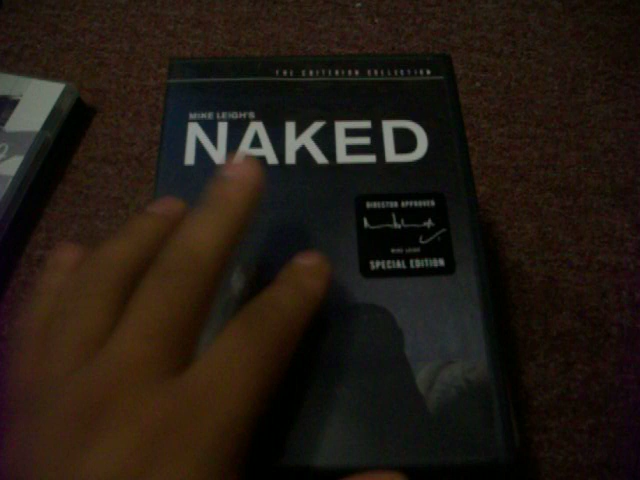 THE CRITERION COLLECTION
MIKE LEIGH'S
NAKED
DIRECTOR APPROVED
MIKE LEIGH
SPECIAL EDITION